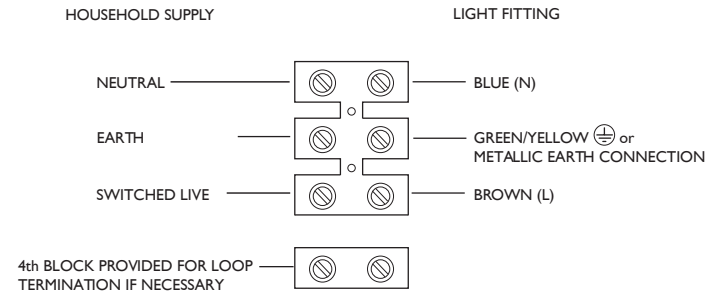 HOUSEHOLD SUPPLY
LIGHT FITTING
NEUTRAL
BLUE (N)
EARTH
GREEN/YELLOW or
METALLIC EARTH CONNECTION
SWITCHED LIVE
BROWN (L)
4th BLOCK PROVIDED FOR LOOP
TERMINATION IF NECESSARY